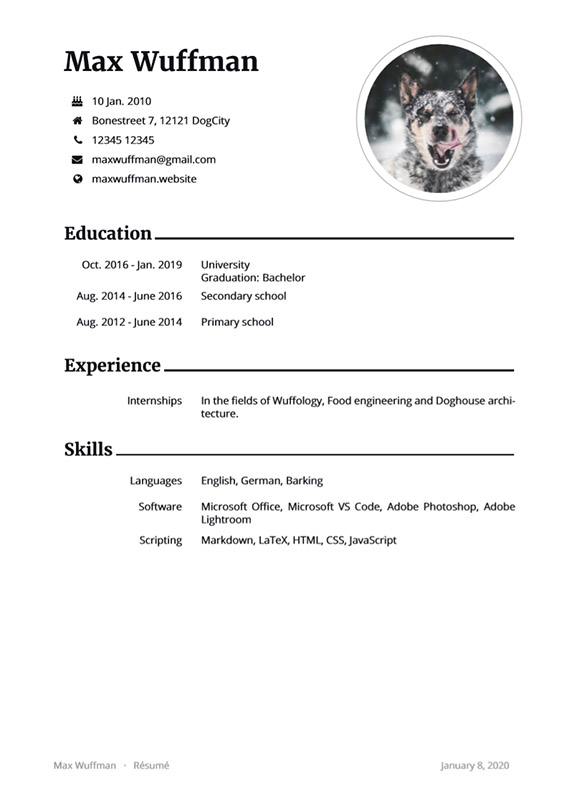 Max Wuffman
10 Jan. 2010
Bonestreet 7, 12121 DogCity
12345 12345
maxwuffman@gmail.com
maxwuffman.website
Education
Oct. 2016 - Jan. 2019 University
Graduation: Bachelor
Aug. 2014 - June 2016 Secondary school
Aug. 2012 - June 2014 Primary school
Experience
Internships In the fields of Wuffology, Food engineering and Doghouse archi-
tecture.
Skills
Languages English, German, Barking
Software Microsoft Office, Microsoft VS Code, Adobe Photoshop, Adobe
Lightroom
Scripting Markdown, LaTeX, HTML, CSS, JavaScript
Max Wuffman · Résumé January 8, 2020